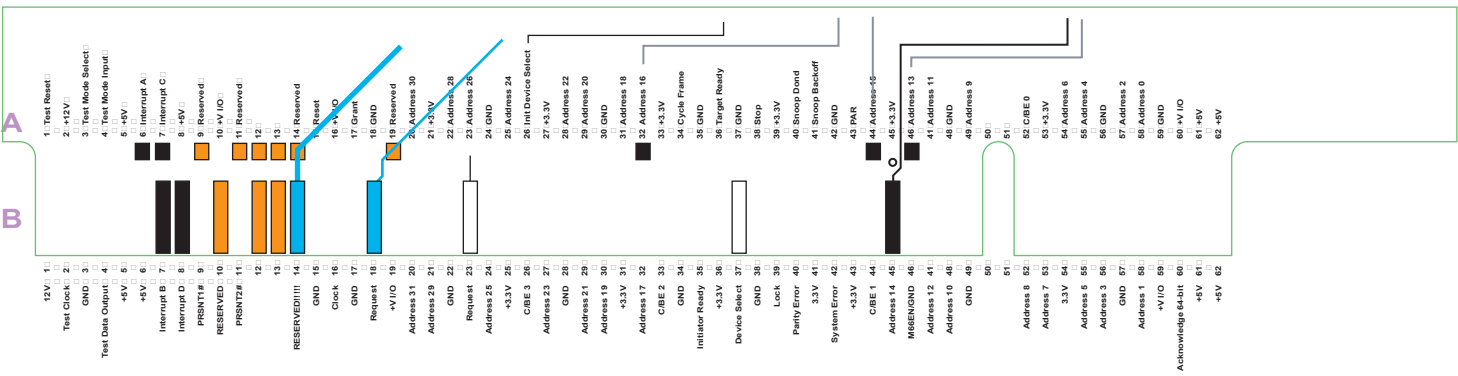 A
1 Test Reset
2 +12V
3 Test Mode Select
4 Test Mode Input
5 +5V
6 Interrupt A
7 Interrupt C
8 +5V
9 Reserved
10 +V I/O
11 Reserved
12
13
14 Reserved
15 Reset
16 +V I/O
17 Grant
18 GND
19 Reserved
20 Address 30
21 +3.3V
22 Address 28
23 Address 26
24 GND
25 Address 24
26 Init Device Select
27 +3.3V
28 Address 22
29 Address 20
30 GND
31 Address 18
32 Address 16
33 +3.3V
34 Cycle Frame
35 GND
36 Target Ready
37 GND
38 Stop
39 +3.3V
40 Snoop Dond
41 Snoop Backoff
42 GND
43 PAR
44 Address 15
45 +3.3V
46 Address 13
41 Address 11
48 GND
49 Address 9
50
51
52 C/BE 0
53 +3.3V
54 Address 6
55 Address 4
56 GND
57 Address 2
58 Address 0
59 GND
60 +V I/O
61 +5V
62 +5V
B
12V 1
Test Clock 2
GND 3
Test Data Output 4
+5V 5
+5V 6
Interrupt B 7
Interrupt D 8
PRSNT1# 9
RESERVED 10
PRSNT2# 11
12
13
RESERVED!!!! 14
GND 15
Clock 16
GND 17
Request 18
+V I/O 19
Address 31 20
Address 29 21
GND 22
Request 23
Address 25 24
+3.3V 25
C/BE 3 26
Address 23 27
GND 28
Address 21 29
Address 19 30
+3.3V 31
Address 17 32
C/BE 2 33
GND 34
Initiator Ready 35
+3.3V 36
Device Select 37
GND 38
Lock 39
Parity Error 40
3.3V 41
System Error 42
+3.3V 43
C/BE 1 44
Address 14 45
M66EN/GND 46
Address 12 41
Address 10 48
GND 49
50
51
Address 8 52
Address 7 53
3.3V 54
Address 5 55
Address 3 56
GND 57
Address 1 58
+V I/O 59
Acknowledge 64-bit 60
+5V 61
+5V 62